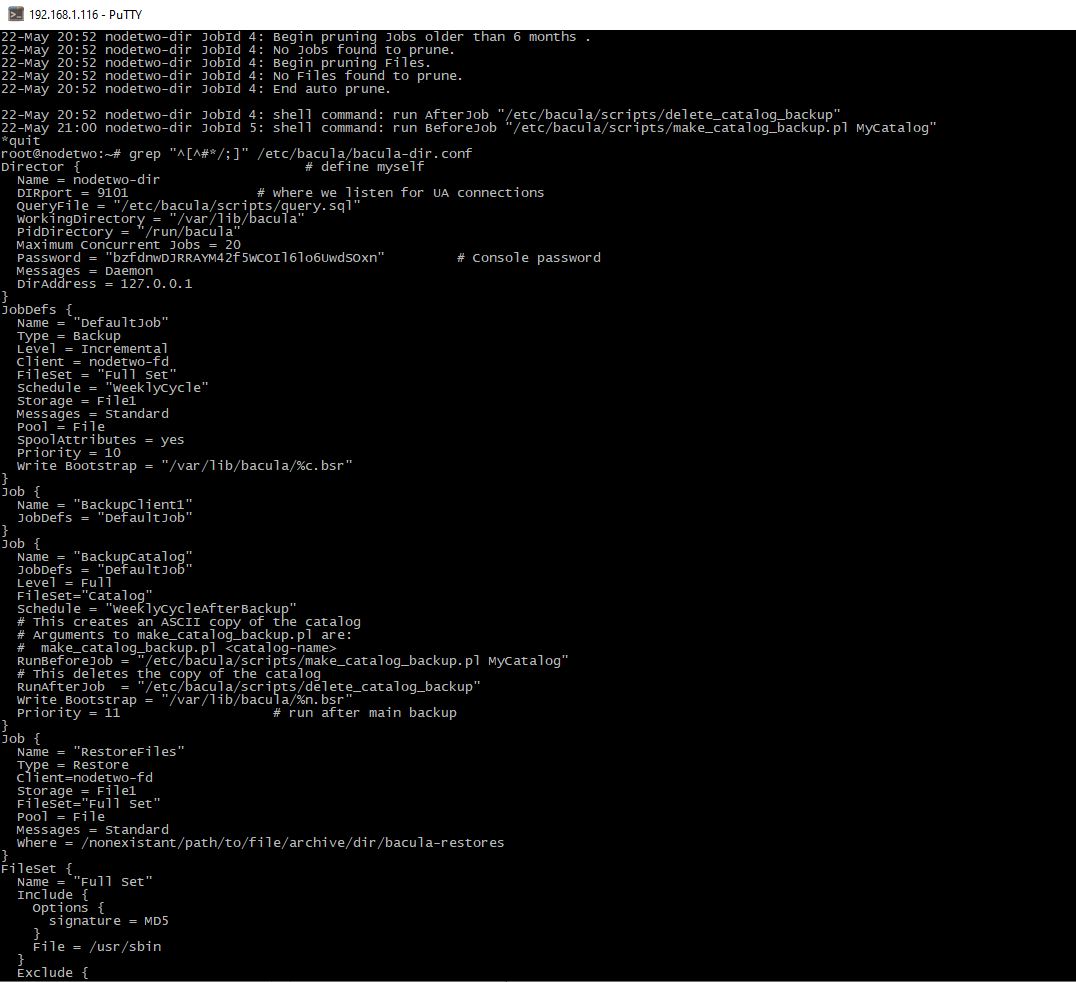 192.168.1.116 - PuTTY
22-May 20:52 nodetwo-dir JobId 4: Begin pruning Jobs older than 6 months .
22-May 20:52 nodetwo-dir JobId 4: No Jobs found to prune.
22-May 20:52 nodetwo-dir JobId 4: Begin pruning Files.
22-May 20:52 nodetwo-dir JobId 4: No Files found to prune.
22-May 20:52 nodetwo-dir JobId 4: End auto prune.

22-May 20:52 nodetwo-dir JobId 4: shell command: run AfterJob "/etc/bacula/scripts/delete_catalog_backup"
22-May 21:00 nodetwo-dir JobId 5: shell command: run BeforeJob "/etc/bacula/scripts/make_catalog_backup.pl MyCatalog"
*quit
root@nodetwo:~# grep "^[^#*/;]" /etc/bacula/bacula-dir.conf
Director {                            # define myself
  Name = nodetwo-dir
  DIRport = 9101                # where we listen for UA connections
  QueryFile = "/etc/bacula/scripts/query.sql"
  WorkingDirectory = "/var/lib/bacula"
  PidDirectory = "/run/bacula"
  Maximum Concurrent Jobs = 20
  Password = "bzfdnwDJRRAYM42f5WCOIl6lo6UwdSOxn"         # Console password
  Messages = Daemon
  DirAddress = 127.0.0.1
}
JobDefs {
  Name = "DefaultJob"
  Type = Backup
  Level = Incremental
  Client = nodetwo-fd
  FileSet = "Full Set"
  Schedule = "WeeklyCycle"
  Storage = File1
  Messages = Standard
  Pool = File
  SpoolAttributes = yes
  Priority = 10
  Write Bootstrap = "/var/lib/bacula/%c.bsr"
}
Job {
  Name = "BackupClient1"
  JobDefs = "DefaultJob"
}
Job {
  Name = "BackupCatalog"
  JobDefs = "DefaultJob"
  Level = Full
  FileSet="Catalog"
  Schedule = "WeeklyCycleAfterBackup"
  # This creates an ASCII copy of the catalog
  # Arguments to make_catalog_backup.pl are:
  #  make_catalog_backup.pl <catalog-name>
  RunBeforeJob = "/etc/bacula/scripts/make_catalog_backup.pl MyCatalog"
  # This deletes the copy of the catalog
  RunAfterJob  = "/etc/bacula/scripts/delete_catalog_backup"
  Write Bootstrap = "/var/lib/bacula/%n.bsr"
  Priority = 11                   # run after main backup
}
Job {
  Name = "RestoreFiles"
  Type = Restore
  Client=nodetwo-fd
  Storage = File1
  FileSet="Full Set"
  Pool = File
  Messages = Standard
  Where = /nonexistant/path/to/file/archive/dir/bacula-restores
}
FileSet {
  Name = "Full Set"
  Include {
    Options {
      signature = MD5
    }
    File = /usr/sbin
  }
  Exclude {